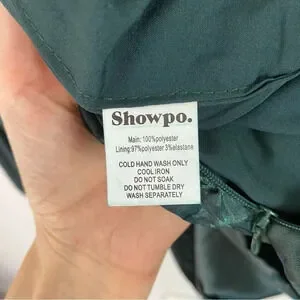 Showpo.
Main: 100%polyester
Lining:97%polyester 3%elastane
COLD HAND WASH ONLY
COOL IRON
DO NOT SOAK
DO NOT TUMBLE DRY
WASH SEPARATELY